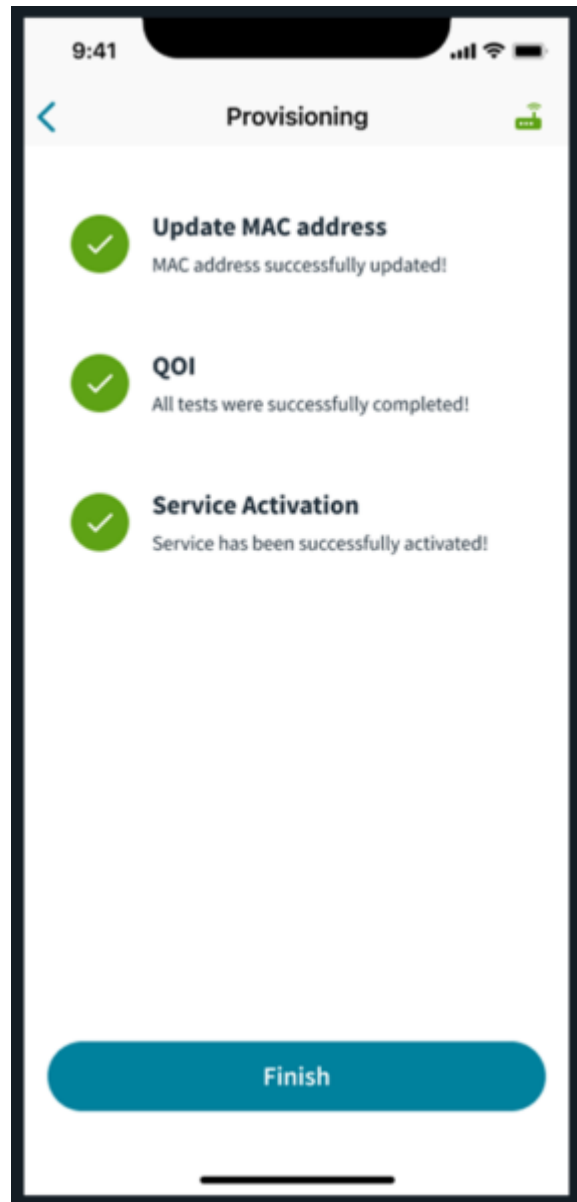 9:41
Provisioning
Update MAC address
MAC address successfully updated!
QOI
All tests were successfully completed!
Service Activation
Service has been successfully activated!
Finish